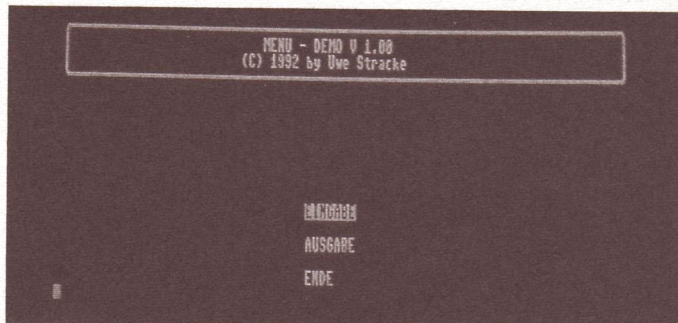 MENU - DEMO V 1.00
(C) 1992 by Uwe Stracke
EINGABE
AUSGABE
ENDE